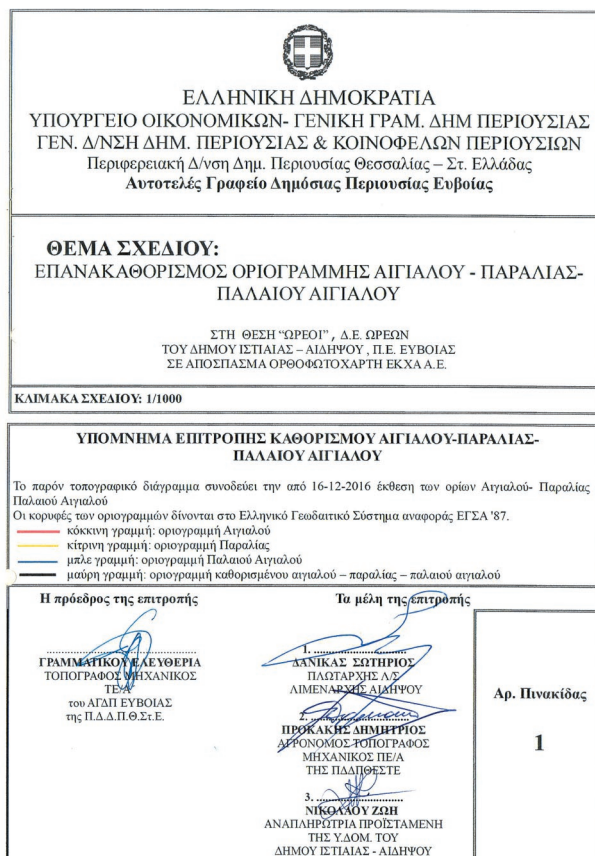 ΕΛΛΗΝΙΚΗ ΔΗΜΟΚΡΑΤΙΑ
ΥΠΟΥΡΓΕΙΟ ΟΙΚΟΝΟΜΙΚΩΝ- ΓΕΝΙΚΗ ΓΡΑΜ. ΔΗΜ ΠΕΡΙΟΥΣΙΑΣ
ΓΕΝ. Δ/ΝΣΗ ΔΗΜ. ΠΕΡΙΟΥΣΙΑΣ & ΚΟΙΝΟΦΕΛΩΝ ΠΕΡΙΟΥΣΙΩΝ
Περιφερειακή Δ/νση Δημ. Περιουσίας Θεσσαλίας – Στ. Ελλάδας
Αυτοτελές Γραφείο Δημόσιας Περιουσίας Ευβοίας
ΘΕΜΑ ΣΧΕΔΙΟΥ:
ΕΠΑΝΑΚΑΘΟΡΙΣΜΟΣ ΟΡΙΟΓΡΑΜΜΗΣ ΑΙΓΙΑΛΟΥ - ΠΑΡΑΛΙΑΣ-
ΠΑΛΑΙΟΥ ΑΙΓΙΑΛΟΥ
ΣΤΗ ΘΕΣΗ “ΩΡΕΟΙ” , Δ.Ε. ΩΡΕΩΝ
ΤΟΥ ΔΗΜΟΥ ΙΣΤΙΑΙΑΣ – ΑΙΔΗΨΟΥ , Π.Ε. ΕΥΒΟΙΑΣ
ΣΕ ΑΠΟΣΠΑΣΜΑ ΟΡΘΟΦΩΤΟΧΑΡΤΗ ΕΚΧΑ Α.Ε.
ΚΛΙΜΑΚΑ ΣΧΕΔΙΟΥ: 1/1000
ΥΠΟΜΝΗΜΑ ΕΠΙΤΡΟΠΗΣ ΚΑΘΟΡΙΣΜΟΥ ΑΙΓΙΑΛΟΥ-ΠΑΡΑΛΙΑΣ-
ΠΑΛΑΙΟΥ ΑΙΓΙΑΛΟΥ
Το παρόν τοπογραφικό διάγραμμα συνοδεύει την από 16-12-2016 έκθεση των ορίων Αιγιαλού- Παραλίας
Παλαιού Αιγιαλού
Οι κορυφές των οριογραμμών δίνονται στο Ελληνικό Γεωδαιτικό Σύστημα αναφοράς ΕΓΣΑ '87.
κόκκινη γραμμή: οριογραμμή Αιγιαλού
κίτρινη γραμμή: οριογραμμή Παραλίας
μπλε γραμμή: οριογραμμή Παλαιού Αιγιαλού
μαύρη γραμμή: οριογραμμή καθορισμένου αιγιαλού – παραλίας – παλαιού αιγιαλού
Η πρόεδρος της επιτροπής
ΓΡΑΜΜΑΤΙΚΟΥ ΕΛΕΥΘΕΡΙΑ
ΤΟΠΟΓΡΑΦΟΣ ΜΗΧΑΝΙΚΟΣ
ΤΕ/Α
του ΑΓΔΠ ΕΥΒΟΙΑΣ
της Π.Δ.Δ.Π.Θ.Στ.Ε.
Τα μέλη της επιτροπής
1.
ΔΑΝΙΚΑΣ ΣΩΤΗΡΙΟΣ
ΠΛΩΤΑΡΧΗΣ Λ/Σ
ΛΙΜΕΝΑΡΧΗΣ ΑΙΔΗΨΟΥ
2.
ΠΡΟΚΑΚΗΣ ΔΗΜΗΤΡΙΟΣ
ΑΓΡΟΝΟΜΟΣ ΤΟΠΟΓΡΑΦΟΣ
ΜΗΧΑΝΙΚΟΣ ΠΕ/Α
ΤΗΣ ΠΔΔΠΘΕΣΤΕ
3.
ΝΙΚΟΛΑΟΥ ΖΩΗ
ΑΝΑΠΛΗΡΩΤΡΙΑ ΠΡΟΪΣΤΑΜΕΝΗ
ΤΗΣ Υ.ΔΟΜ. ΤΟΥ
ΔΗΜΟΥ ΙΣΤΙΑΙΑΣ - ΑΙΔΗΨΟΥ
Αρ. Πινακίδας
1